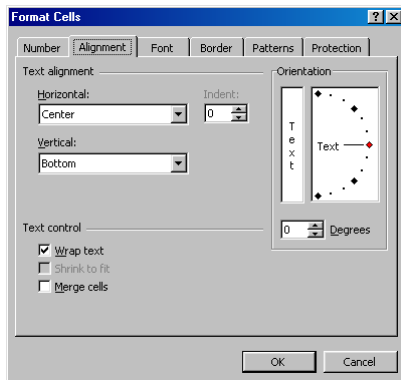 Format Cells
Number Alignment Font Border Patterns Protection
Text alignment
Horizontal:
Center
Indent:
0
Vertical:
Bottom
Orientation
Text
Text
0 Degrees
Text control
Wrap text
Shrink to fit
Merge cells
OK Cancel